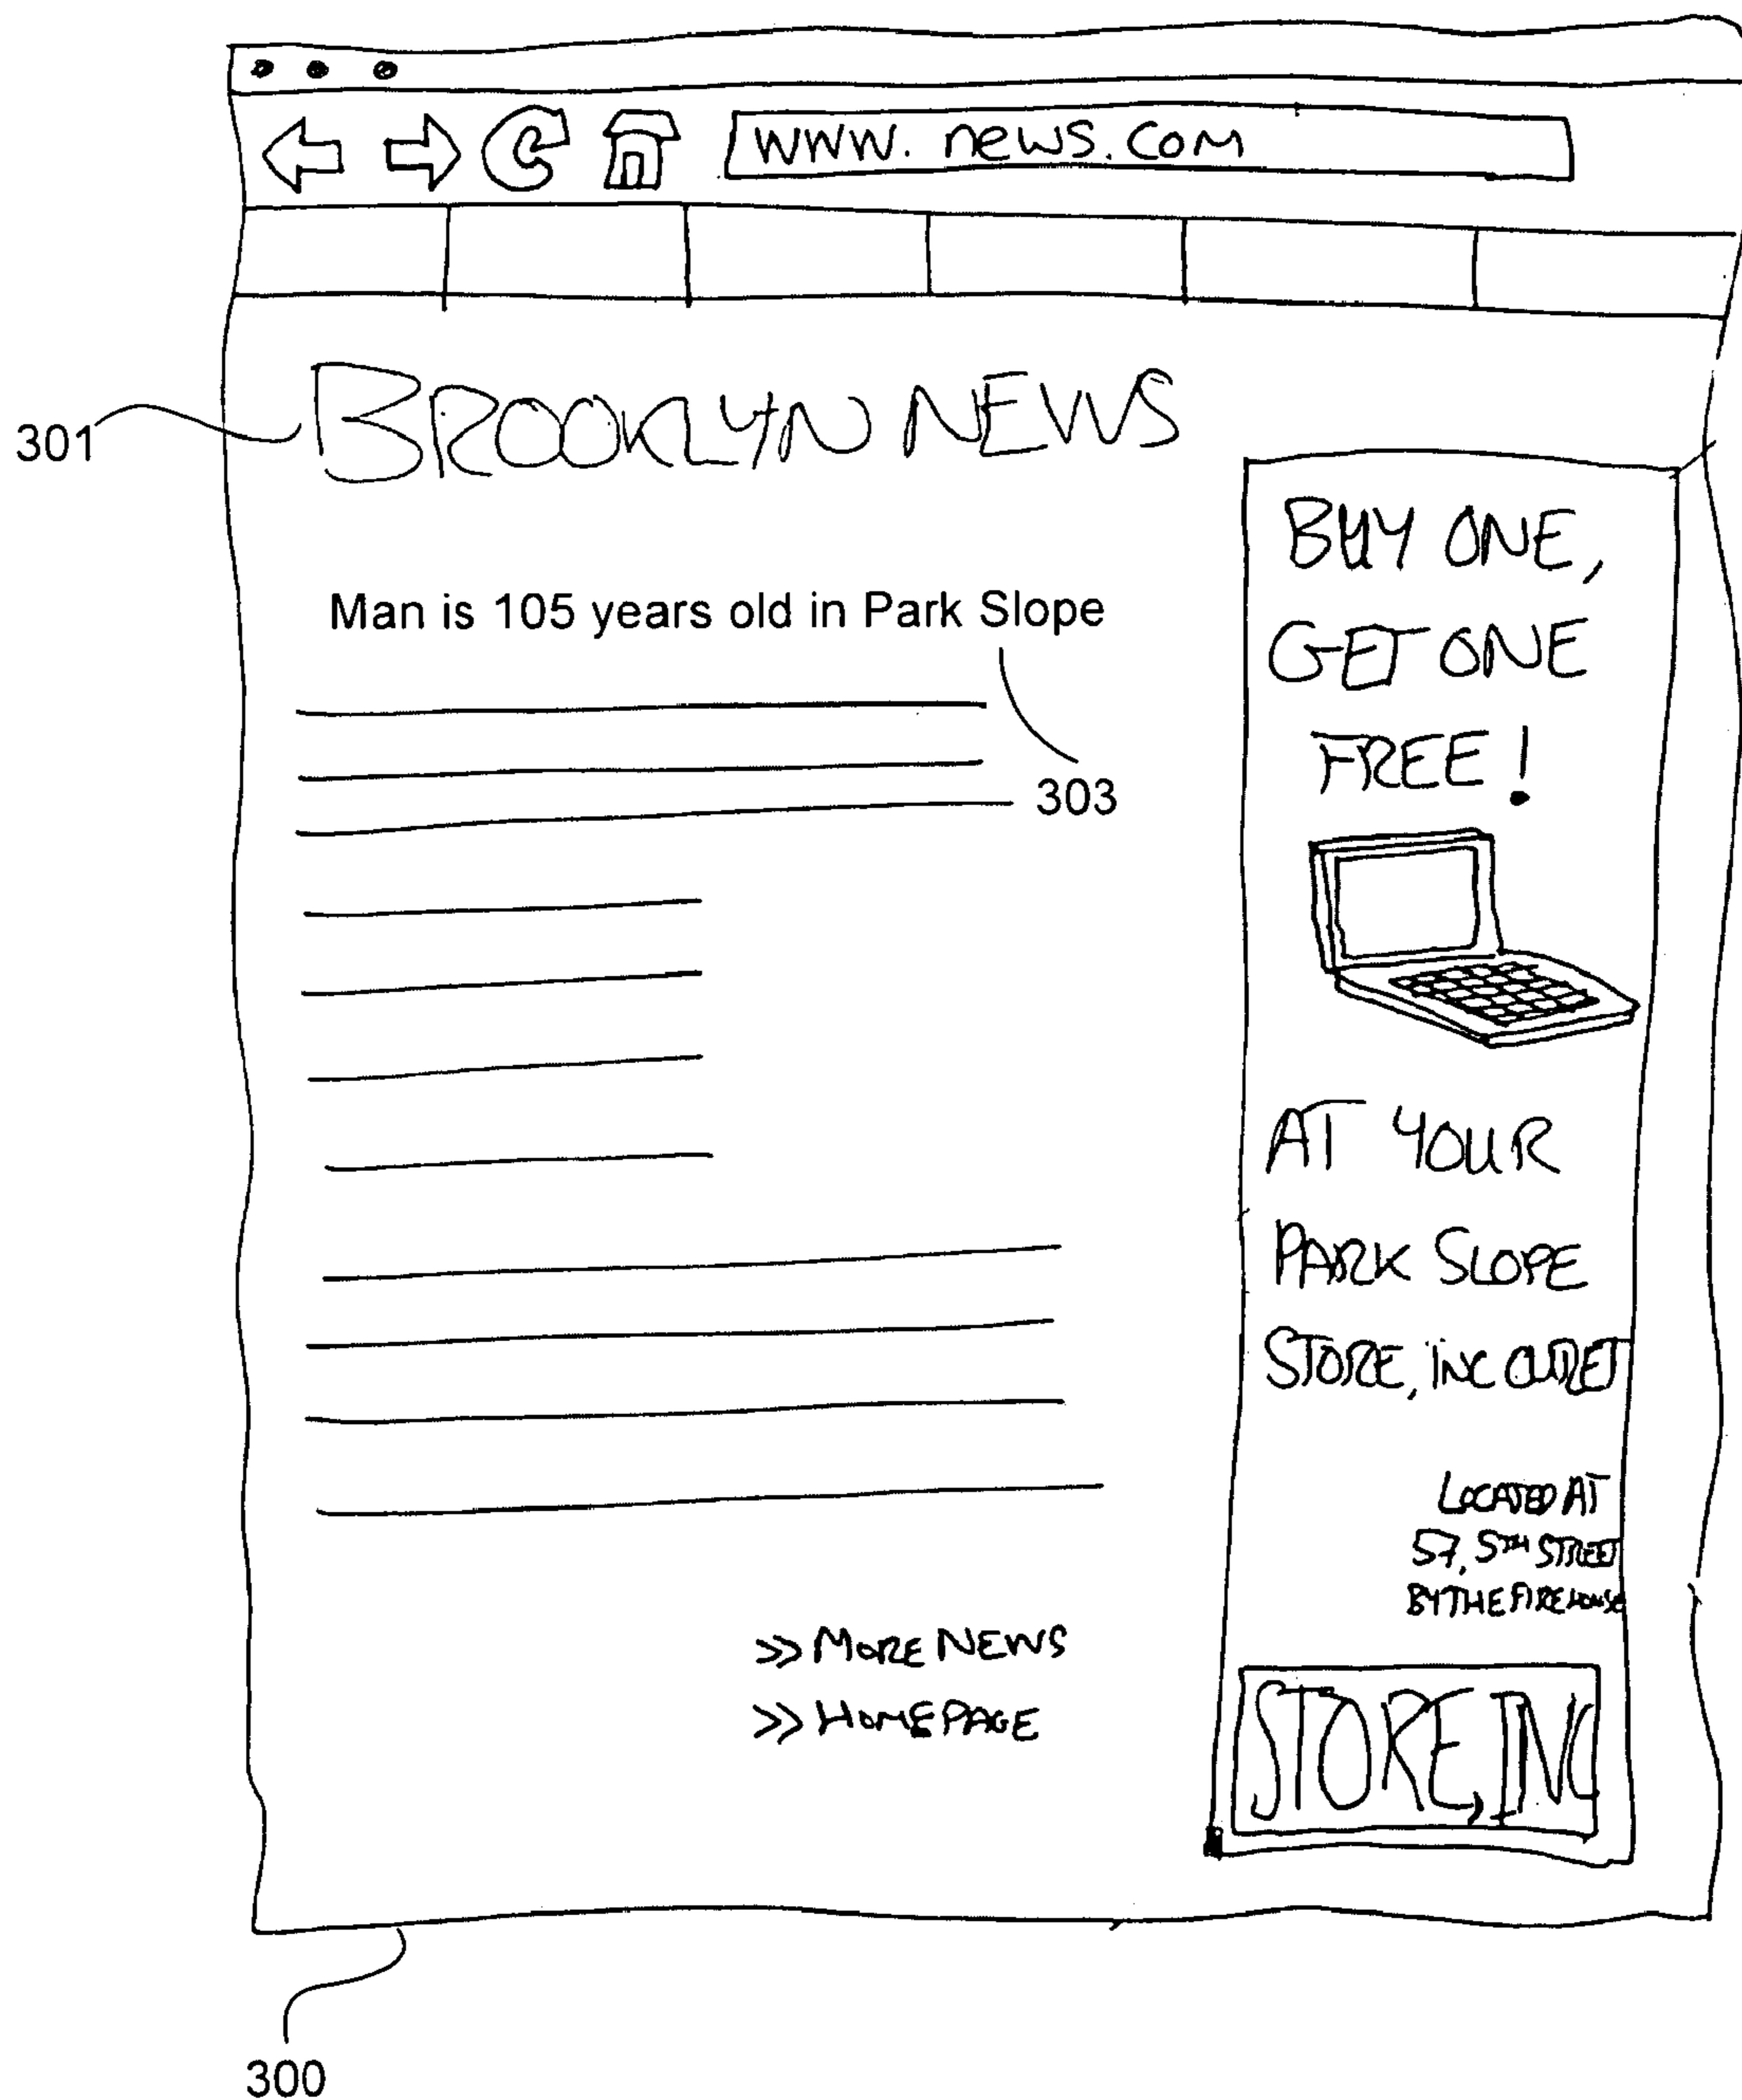 www.news.com
BROOKLYN NEWS
301
Man is 105 years old in Park Slope
303
>> MORE NEWS
>> HOMEPAGE
BUY ONE,
GET ONE
FREE!
AT YOUR
PARK SLOPE
STORE, INC OUTLET
LOCATED AT
57, 5TH STREET
BY THE FIREHOUSE
STORE, INC
300